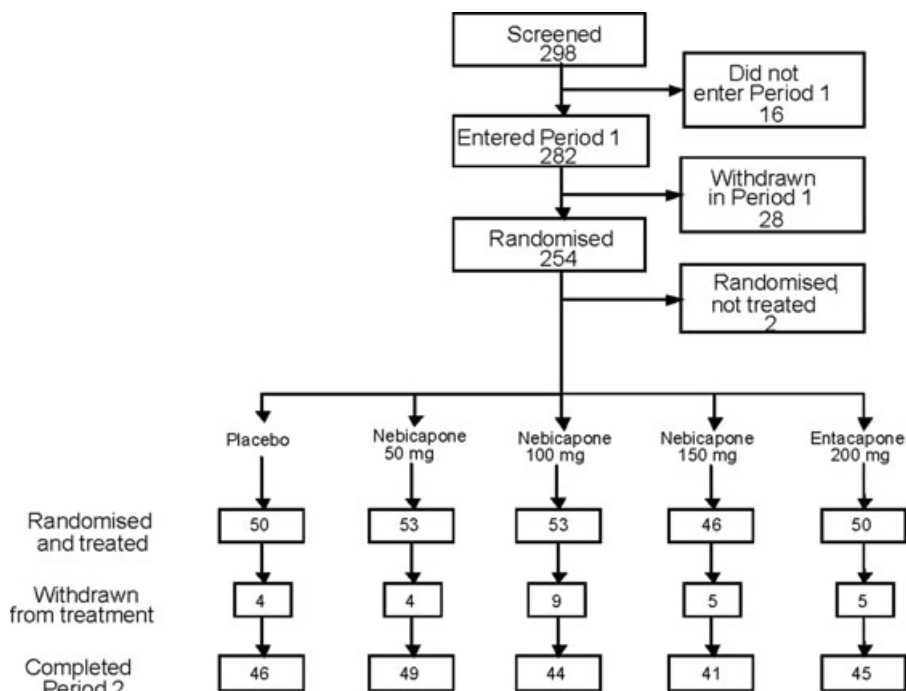 Screened
298
Did not
enter Period 1
16
Entered Period 1
282
Withdrawn
in Period 1
28
Randomised
254
Randomised,
not treated
2
Placebo
Nebicapone
50 mg
Nebicapone
100 mg
Nebicapone
150 mg
Entacapone
200 mg
Randomised
and treated
50
53
53
46
50
Withdrawn
from treatment
4
4
9
5
5
Completed
Period 2
46
49
44
41
45